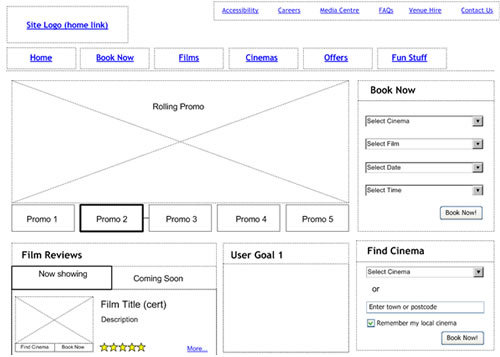 Accessibility Careers Media Centre FAQs Venue Hire Contact Us
Site Logo (home link)
Home Book Now Films Cinemas Offers Fun Stuff
Rolling Promo
Promo 1 Promo 2 Promo 3 Promo 4 Promo 5
Book Now
Select Cinema
Select Film
Select Date
Select Time
Book Now!
Film Reviews
Now showing Coming Soon
Film Title (cert)
Description
Find Cinema Book Now
More...
User Goal 1
Find Cinema
Select Cinema
or
Enter town or postcode
Remember my local cinema
Book Now!